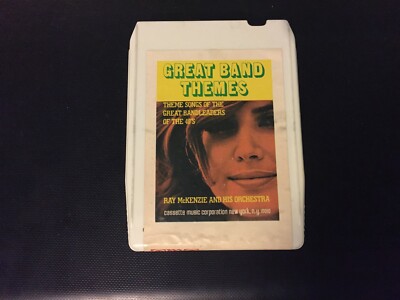 GREAT BAND
THEMES
THEME SONGS OF THE
GREAT BANDLEADERS
OF THE 40'S
RAY McKENZIE AND HIS ORCHESTRA
cassette music corporation new york, n.y.